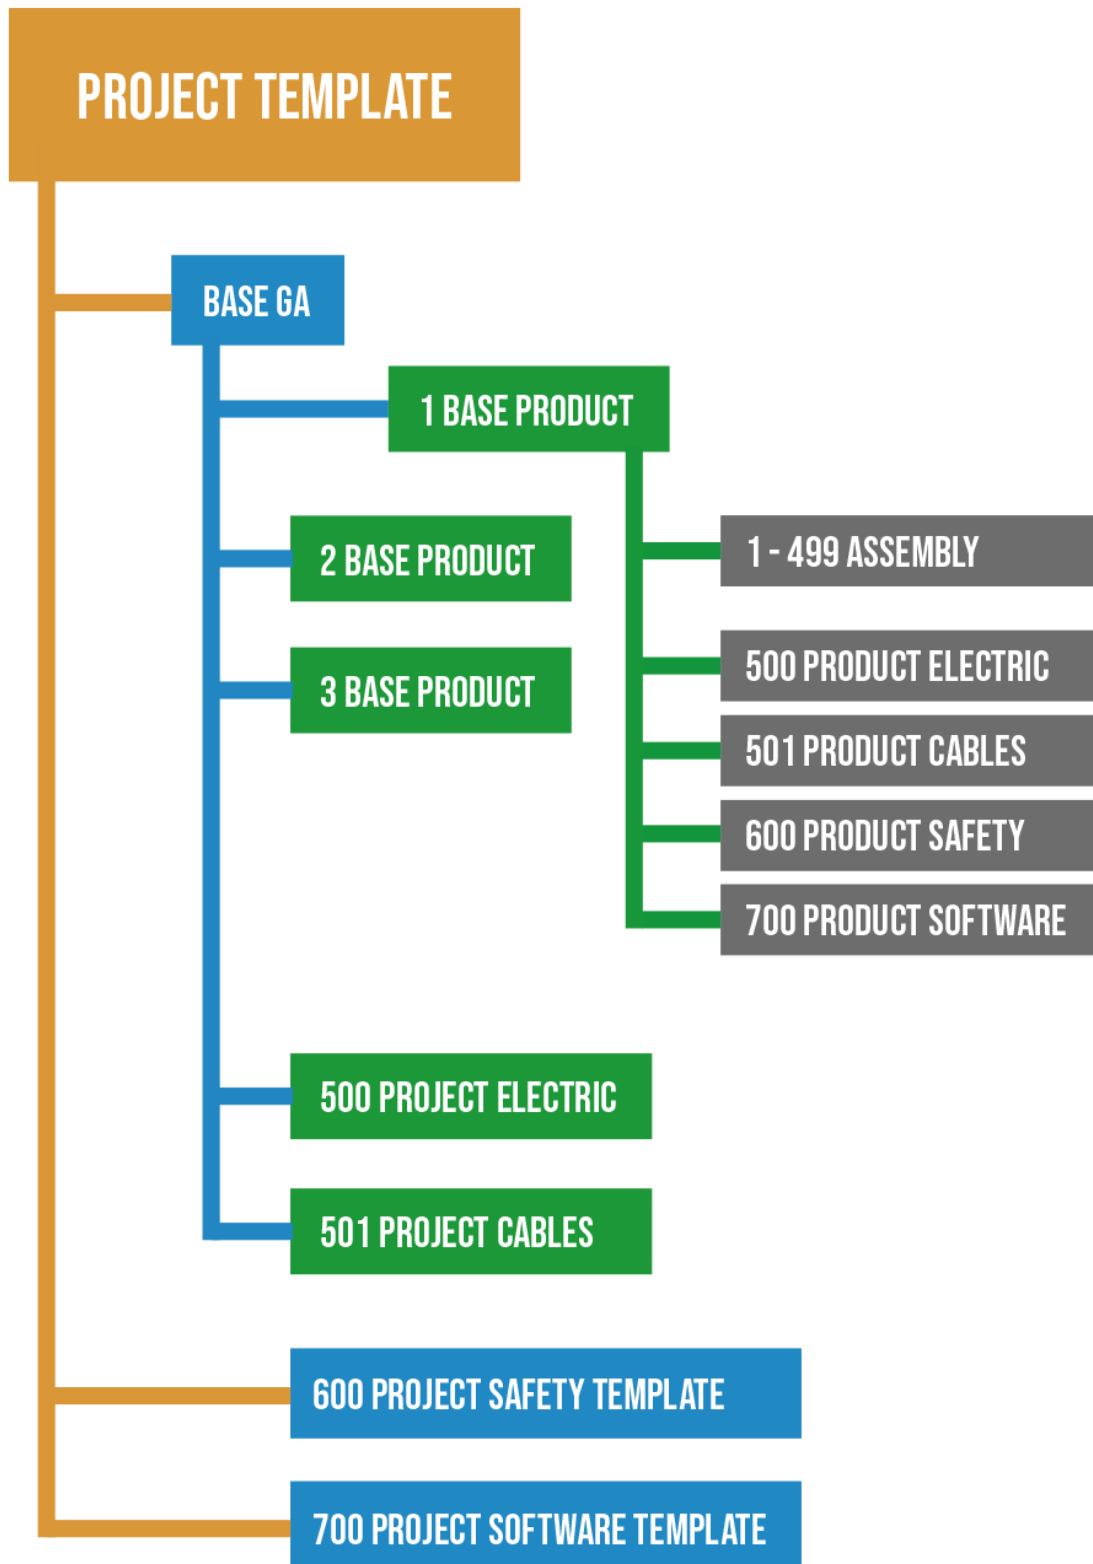 PROJECT TEMPLATE
BASE GA
1 BASE PRODUCT
2 BASE PRODUCT
3 BASE PRODUCT
1 - 499 ASSEMBLY
500 PRODUCT ELECTRIC
501 PRODUCT CABLES
600 PRODUCT SAFETY
700 PRODUCT SOFTWARE
500 PROJECT ELECTRIC
501 PROJECT CABLES
600 PROJECT SAFETY TEMPLATE
700 PROJECT SOFTWARE TEMPLATE